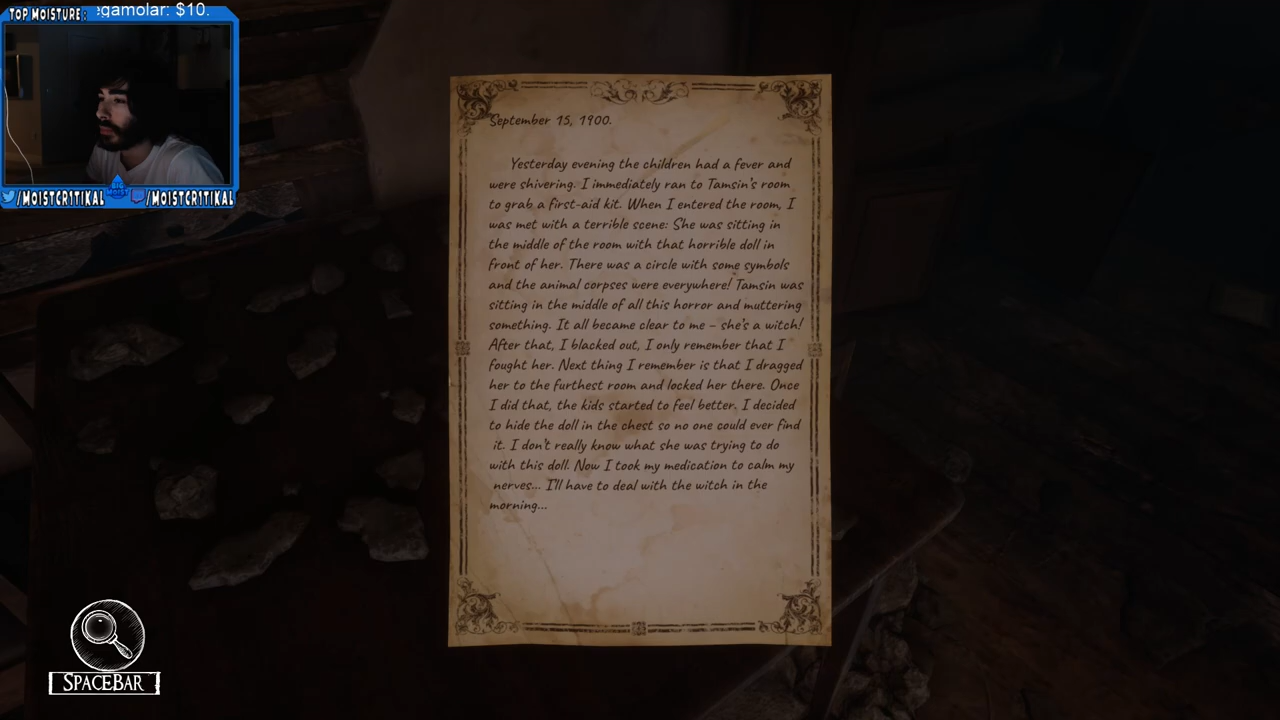 TOP MOISTURE: egamolar: $10.
/MOISTCR1TIKAL BIG MOIST /MOISTCR1TIKAL
September 15, 1900.
Yesterday evening the children had a fever and
were shivering. I immediately ran to Tamsin's room
to grab a first-aid kit. When I entered the room, I
was met with a terrible scene: She was sitting in
the middle of the room with that horrible doll in
front of her. There was a circle with some symbols
and the animal corpses were everywhere! Tamsin was
sitting in the middle of all this horror and muttering
something. It all became clear to me – she's a witch!
After that, I blacked out, I only remember that I
fought her. Next thing I remember is that I dragged
her to the furthest room and locked her there. Once
I did that, the kids started to feel better. I decided
to hide the doll in the chest so no one could ever find
it. I don't really know what she was trying to do
with this doll. Now I took my medication to calm my
nerves... I'll have to deal with the witch in the
morning...
SPACEBAR